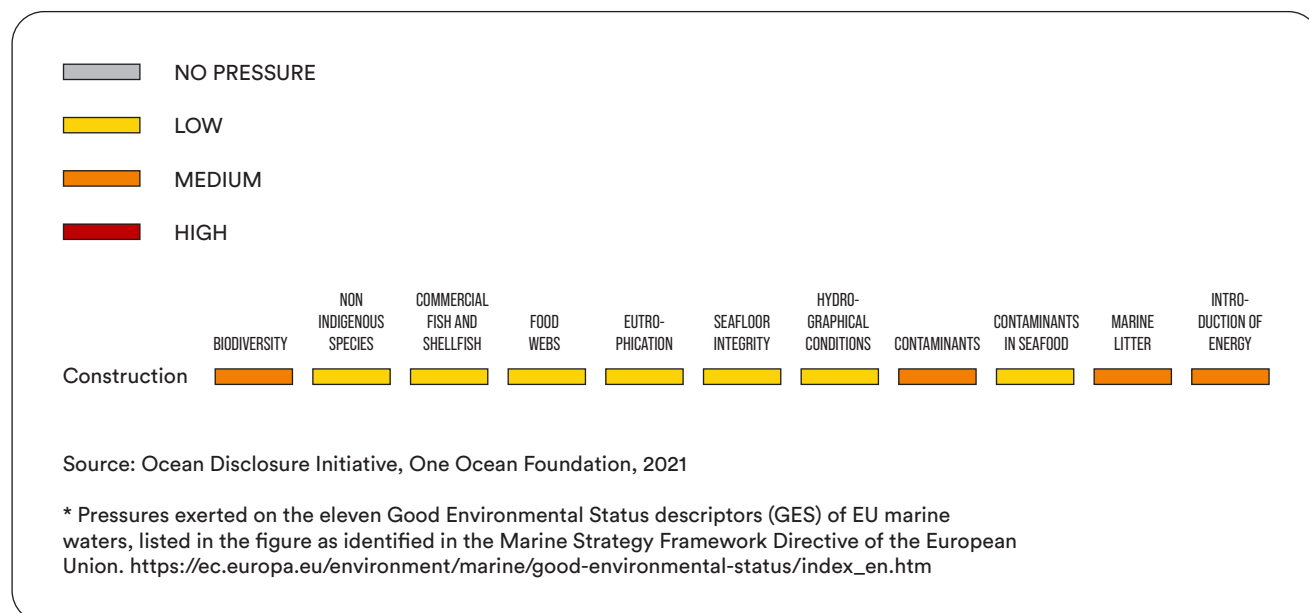 NO PRESSURE
LOW
MEDIUM
HIGH
BIODIVERSITY
NON
INDIGENOUS
SPECIES
COMMERCIAL
FISH AND
SHELLFISH
FOOD
WEBS
EUTRO-
PHICATION
SEAFLOOR
INTEGRITY
HYDRO-
GRAPHICAL
CONDITIONS
CONTAMINANTS
CONTAMINANTS
IN SEAFOOD
MARINE
LITTER
INTRO-
DUCTION OF
ENERGY
Construction
Source: Ocean Disclosure Initiative, One Ocean Foundation, 2021
* Pressures exerted on the eleven Good Environmental Status descriptors (GES) of EU marine
waters, listed in the figure as identified in the Marine Strategy Framework Directive of the European
Union. https://ec.europa.eu/environment/marine/good-environmental-status/index_en.htm